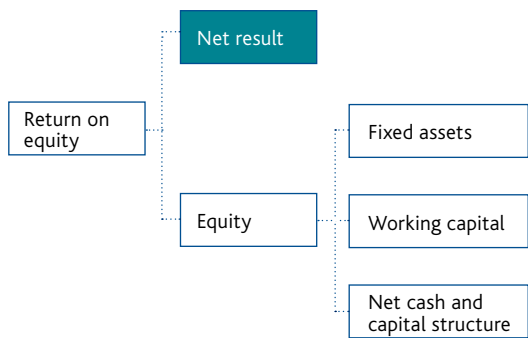 Net result
Return on
equity
Fixed assets
Equity
Working capital
Net cash and
capital structure